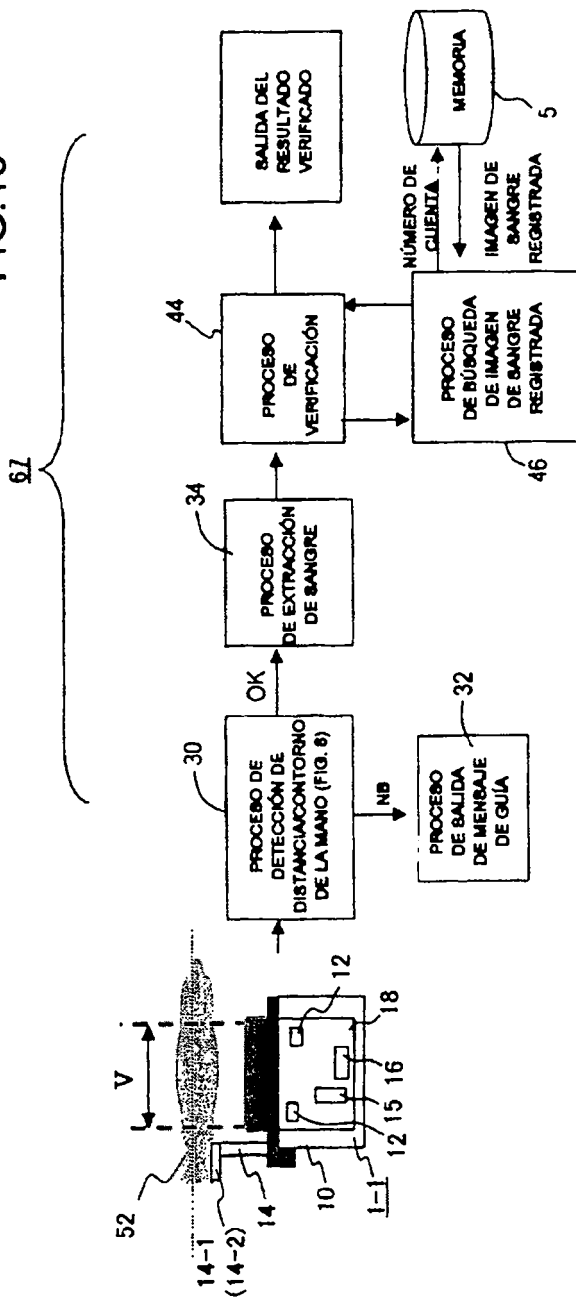 67
44
SALIDA DEL
RESULTADO
VERIFICADO
34
PROCESO
DE
VERIFICACIÓN
30
PROCESO
DE EXTRACCIÓN
DE SANGRE
OK
PROCESO DE
DETECCIÓN DE
DISTANCIA/CONTORNO
DE LA MANO (FIG. 8)
NB
32
PROCESO
DE SALIDA
DE MENSAJE
DE GUÍA
NÚMERO DE
CUENTA
IMAGEN DE
SANGRE
REGISTRADA
MEMORIA
5
PROCESO
DE BÚSQUEDA
DE IMAGEN
DE SANGRE
REGISTRADA
46
V
52
14-1
(14-2)
14
10
1-1
12
15
16
18
12